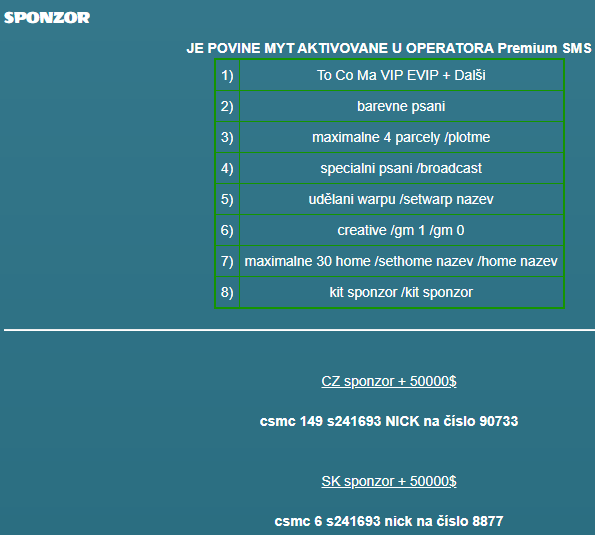 SPONZOR
JE POVINE MYT AKTIVOVANE U OPERATORA Premium SMS
1) To Co Ma VIP EVIP + Dalši
2) barevne psani
3) maximalne 4 parcely /plotme
4) specialni psani /broadcast
5) udělani warpu /setwarp nazev
6) creative /gm 1 /gm 0
7) maximalne 30 home /sethome nazev /home nazev
8) kit sponzor /kit sponzor
CZ sponzor + 50000$
csmc 149 s241693 NICK na číslo 90733
SK sponzor + 50000$
csmc 6 s241693 nick na číslo 8877